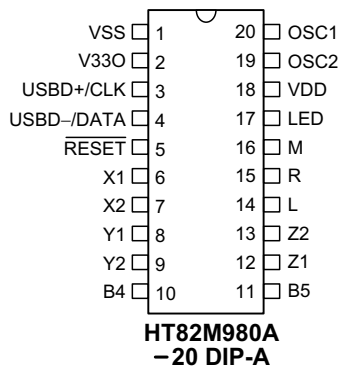 VSS 1 20 OSC1
V33O 2 19 OSC2
USBD+/CLK 3 18 VDD
USBD−/DATA 4 17 LED
RESET 5 16 M
X1 6 15 R
X2 7 14 L
Y1 8 13 Z2
Y2 9 12 Z1
B4 10 11 B5
HT82M980A
−20 DIP-A